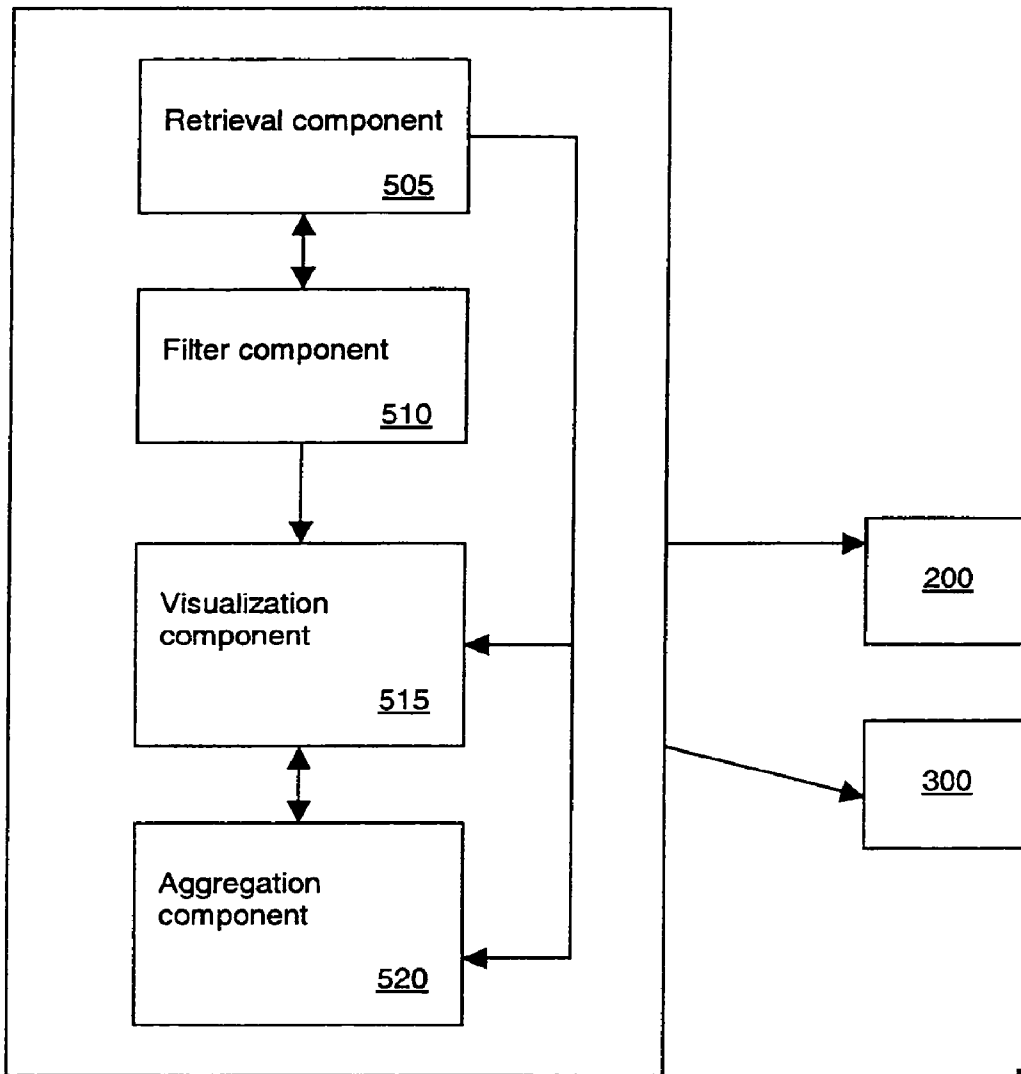 Retrieval component
505
Filter component
510
Visualization
component
515
200
300
Aggregation
component
520